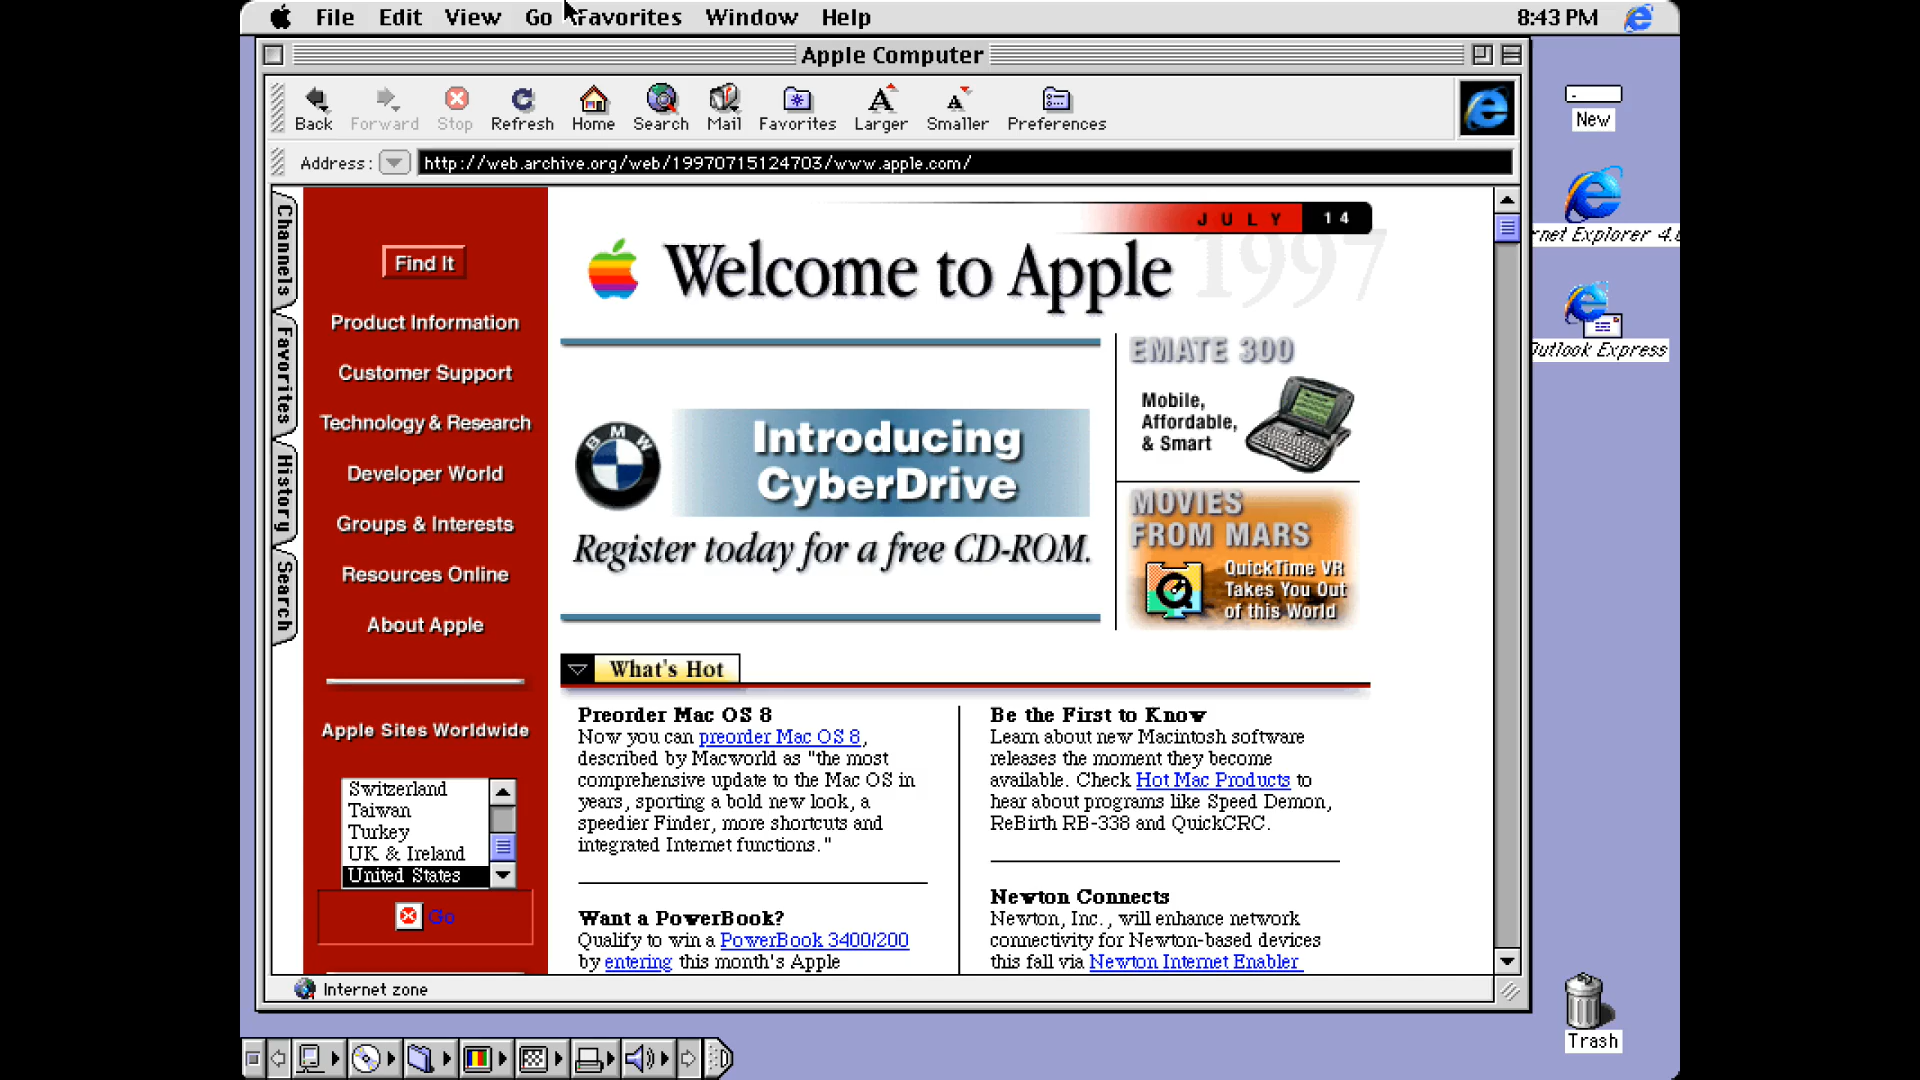 File Edit View Go Favorites Window Help 8:43 PM
Apple Computer
Back Forward Stop Refresh Home Search Mail Favorites Larger Smaller Preferences
Address: http://web.archive.org/web/19970715124703/www.apple.com/
New
rnet Explorer 4.
Outlook Express
Trash
Channels
Favorites
History
Search
Find It
Product Information
Customer Support
Technology & Research
Developer World
Groups & Interests
Resources Online
About Apple
Apple Sites Worldwide
Switzerland
Taiwan
Turkey
UK & Ireland
United States
Go
JULY 14
1997
Welcome to Apple
BMW
Introducing
CyberDrive
Register today for a free CD-ROM.
EMATE 300
Mobile,
Affordable,
& Smart
MOVIES
FROM MARS
QuickTime VR
Takes You Out
of this World
What's Hot
Preorder Mac OS 8
Now you can preorder Mac OS 8,
described by Macworld as "the most
comprehensive update to the Mac OS in
years, sporting a bold new look, a
speedier Finder, more shortcuts and
integrated Internet functions."
Want a PowerBook?
Qualify to win a PowerBook 3400/200
by entering this month's Apple
Be the First to Know
Learn about new Macintosh software
releases the moment they become
available. Check Hot Mac Products to
hear about programs like Speed Demon,
ReBirth RB-338 and QuickCRC.
Newton Connects
Newton, Inc., will enhance network
connectivity for Newton-based devices
this fall via Newton Internet Enabler
Internet zone